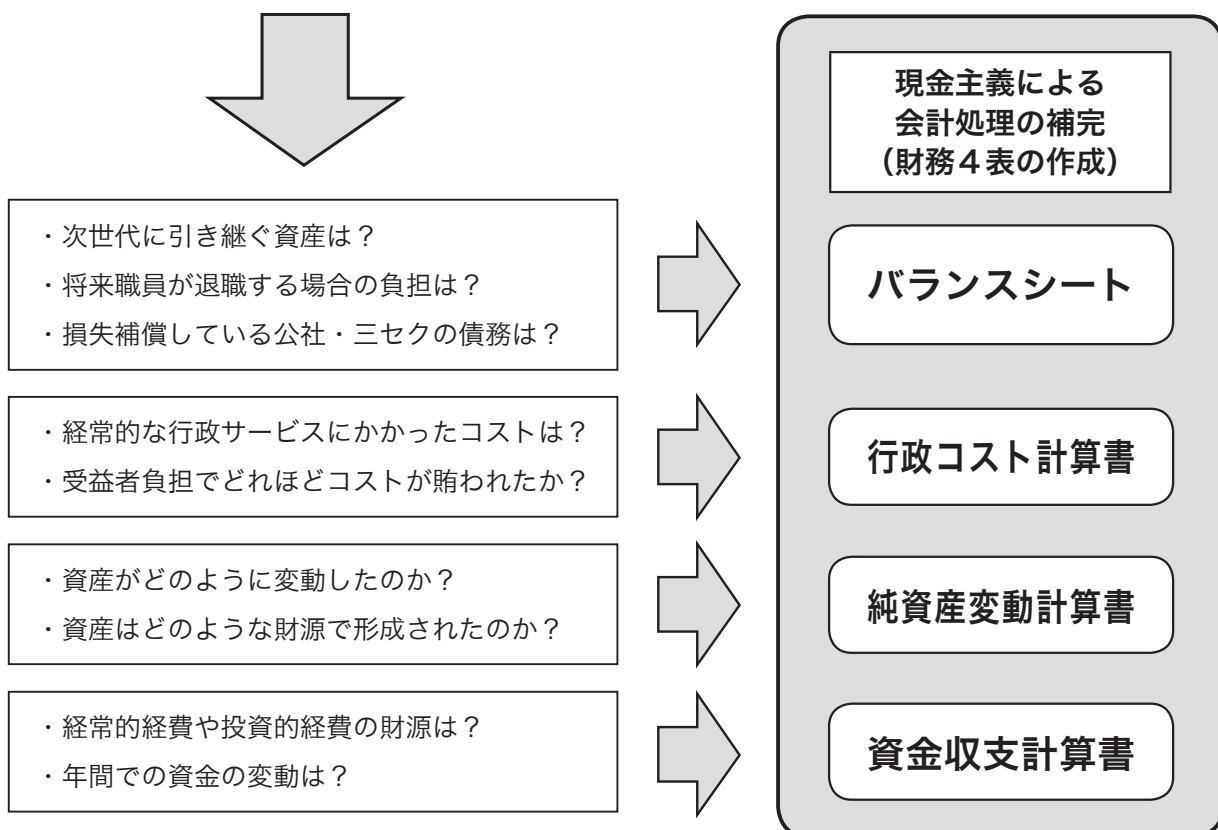 現金主義による
会計処理の補完
（財務４表の作成）
・次世代に引き継ぐ資産は？
・将来職員が退職する場合の負担は？
・損失補償している公社・三セクの債務は？
バランスシート
・経常的な行政サービスにかかったコストは？
・受益者負担でどれほどコストが賄われたか？
行政コスト計算書
・資産がどのように変動したのか？
・資産はどのような財源で形成されたのか？
純資産変動計算書
・経常的経費や投資的経費の財源は？
・年間での資金の変動は？
資金収支計算書